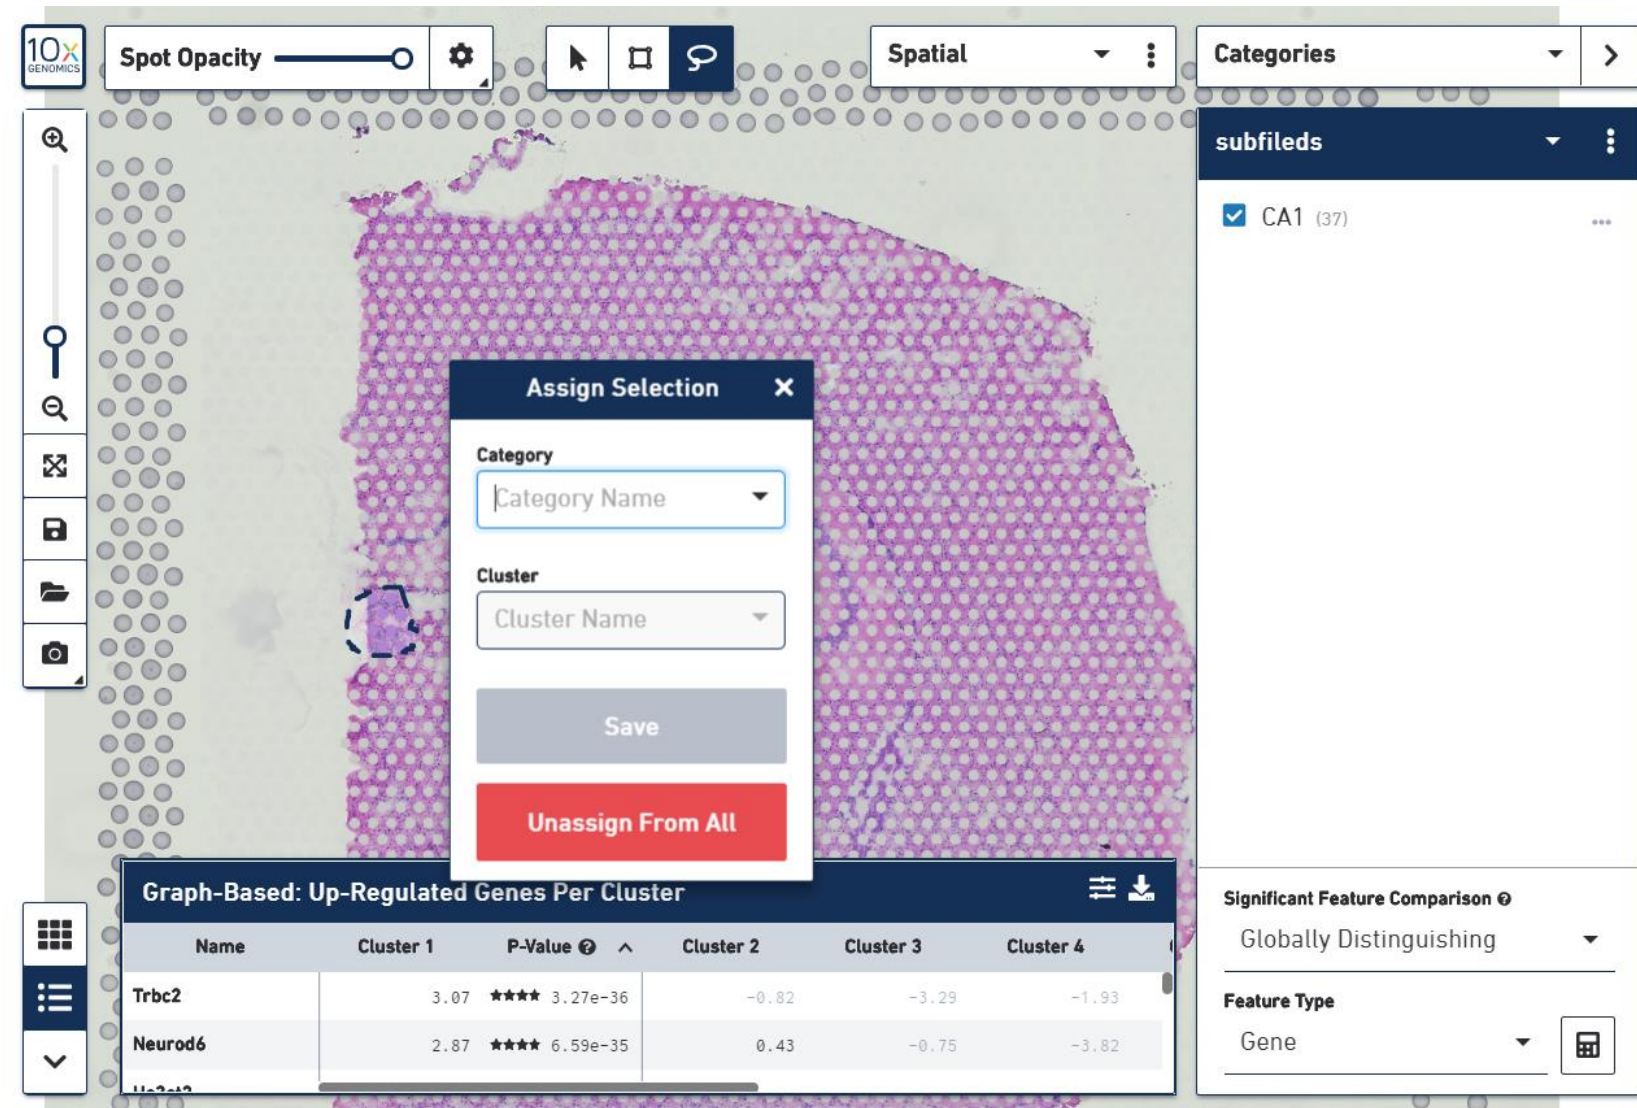 10x
GENOMICS
Spot Opacity
Spatial
Categories
subfileds
CA1 (37)
Assign Selection
Category
Category Name
Cluster
Cluster Name
Save
Unassign From All
Graph-Based: Up-Regulated Genes Per Cluster
Name Cluster 1 P-Value Cluster 2 Cluster 3 Cluster 4
Trbc2 3.07 ★★★★ 3.27e-36 -0.82 -3.29 -1.93
Neurod6 2.87 ★★★★ 6.59e-35 0.43 -0.75 -3.82
Significant Feature Comparison
Globally Distinguishing
Feature Type
Gene